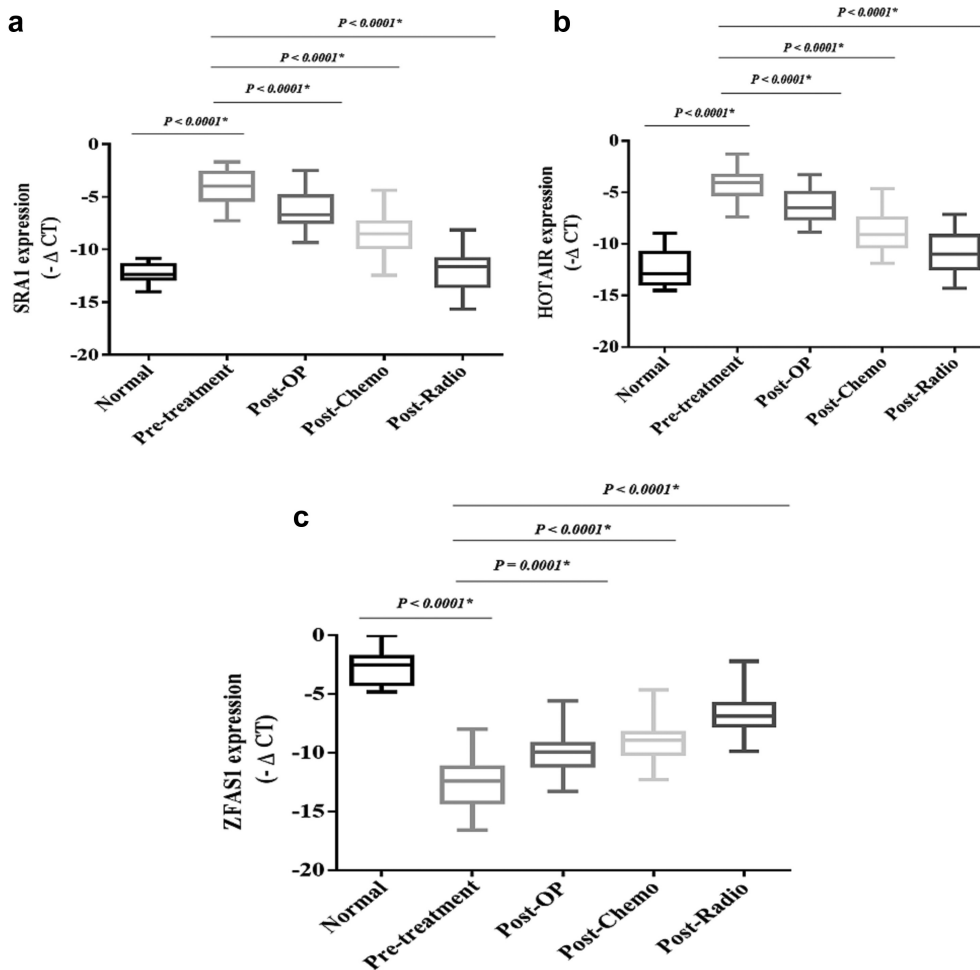 a
P < 0.0001*
P < 0.0001*
P < 0.0001*
P < 0.0001*
SRA1 expression
(- Δ CT)
0
-5
-10
-15
-20
Normal
Pre-treatment
Post-OP
Post-Chemo
Post-Radio
b
P < 0.0001*
P < 0.0001*
P < 0.0001*
P < 0.0001*
HOTAIR expression
(-Δ CT)
0
-5
-10
-15
-20
Normal
Pre-treatment
Post-OP
Post-Chemo
Post-Radio
c
P < 0.0001*
P < 0.0001*
P = 0.0001*
P < 0.0001*
ZFAS1 expression
(- Δ CT)
0
-5
-10
-15
-20
Normal
Pre-treatment
Post-OP
Post-Chemo
Post-Radio